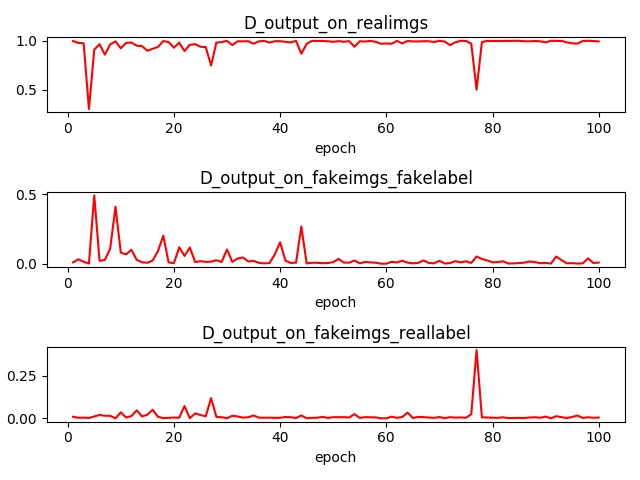 D_output_on_realimgs
1.0
0.5
0 20 40 60 80 100
epoch
D_output_on_fakeimgs_fakelabel
0.5
0.0
0 20 40 60 80 100
epoch
D_output_on_fakeimgs_reallabel
0.25
0.00
0 20 40 60 80 100
epoch